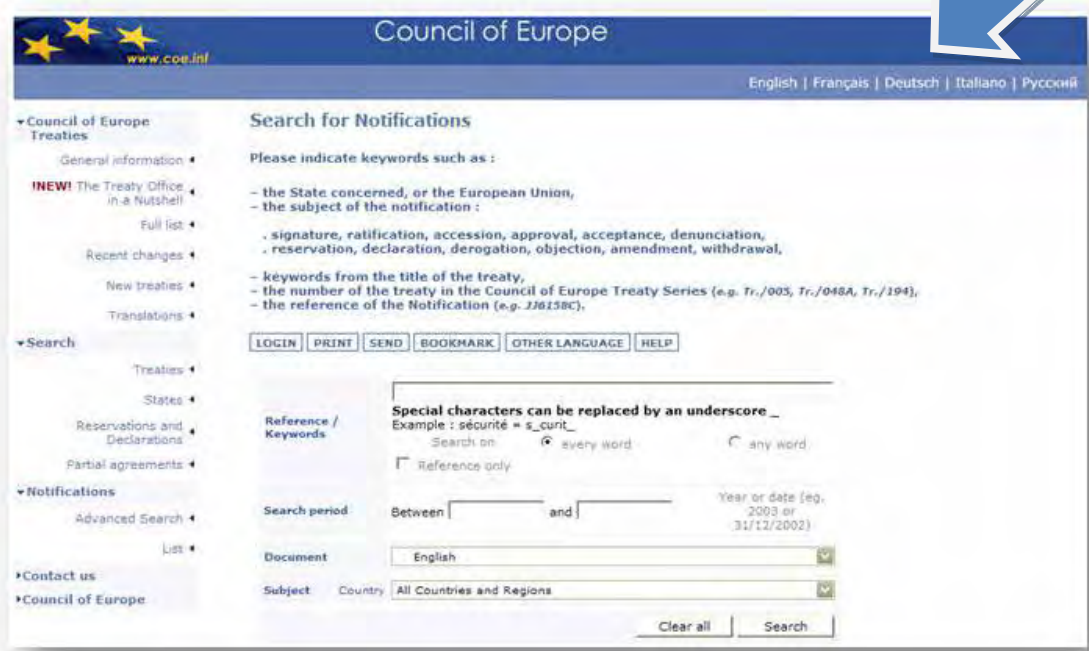 www.coe.int
Council of Europe
English | Français | Deutsch | Italiano | Русский
Council of Europe
Treaties
General information
!NEW! The Treaty Office
in a Nutshell
Full list
Recent changes
New treaties
Translations
Search
Treaties
States
Reservations and
Declarations
Partial agreements
Notifications
Advanced Search
List
Contact us
Council of Europe
Search for Notifications
Please indicate keywords such as :
– the State concerned, or the European Union,
– the subject of the notification :
. signature, ratification, accession, approval, acceptance, denunciation,
. reservation, declaration, derogation, objection, amendment, withdrawal,
– keywords from the title of the treaty,
– the number of the treaty in the Council of Europe Treaty Series (e.g. Tr./005, Tr./048A, Tr./194),
– the reference of the Notification (e.g. JJ6158C).
LOGIN PRINT SEND BOOKMARK OTHER LANGUAGE HELP
Reference /
Keywords
Special characters can be replaced by an underscore _
Example : sécurité = s_curit_
Search on every word any word
Reference only
Search period Between and
Year or date (eg.
2003 or
31/12/2002)
Document English
Subject Country All Countries and Regions
Clear all Search